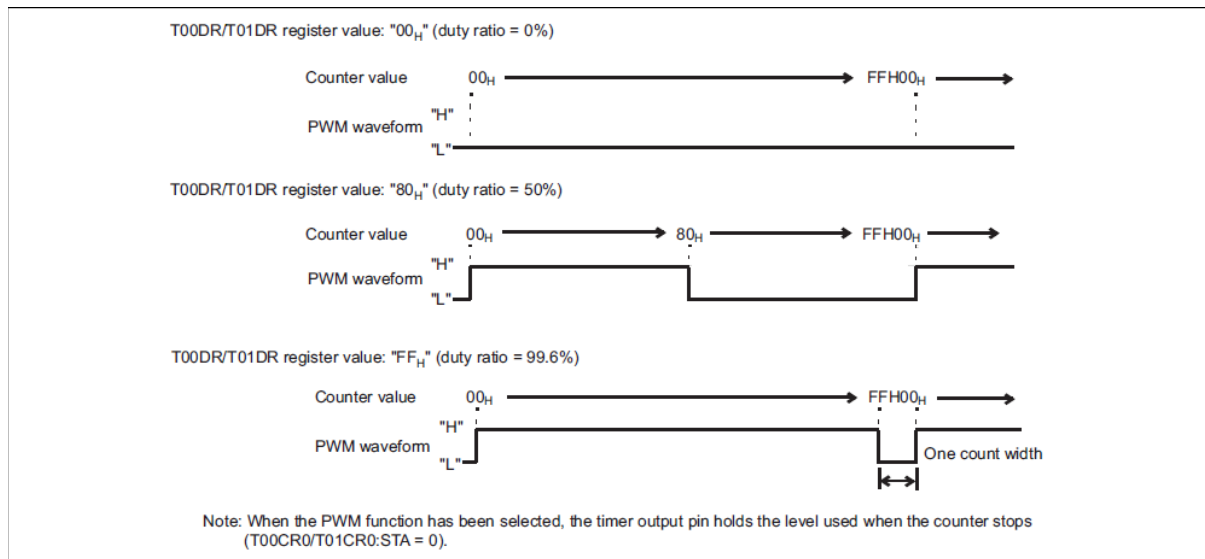 T00DR/T01DR register value: "00H" (duty ratio = 0%)
Counter value 00H FFH00H
"H"
PWM waveform
"L"
T00DR/T01DR register value: "80H" (duty ratio = 50%)
Counter value 00H 80H FFH00H
"H"
PWM waveform
"L"
T00DR/T01DR register value: "FFH" (duty ratio = 99.6%)
Counter value 00H FFH00H
"H"
PWM waveform
"L"
One count width
Note: When the PWM function has been selected, the timer output pin holds the level used when the counter stops
(T00CR0/T01CR0:STA = 0).